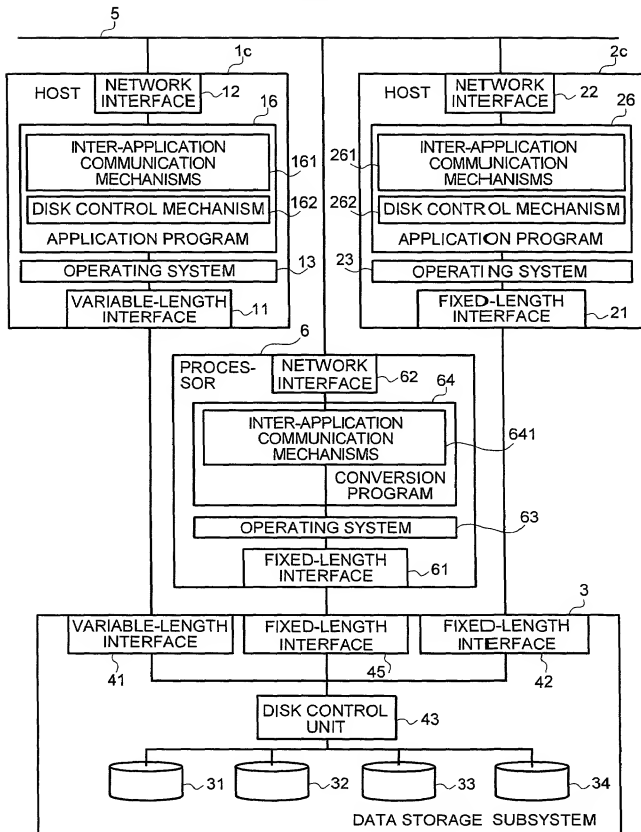 5
1c
2c
HOST
NETWORK
INTERFACE
12
HOST
NETWORK
INTERFACE
22
16
26
INTER-APPLICATION
COMMUNICATION
MECHANISMS
161
261
INTER-APPLICATION
COMMUNICATION
MECHANISMS
DISK CONTROL MECHANISM
162
262
DISK CONTROL MECHANISM
APPLICATION PROGRAM
APPLICATION PROGRAM
OPERATING SYSTEM
13
23
OPERATING SYSTEM
VARIABLE-LENGTH
INTERFACE
11
FIXED-LENGTH
INTERFACE
21
6
PROCES-
SOR
NETWORK
INTERFACE
62
64
INTER-APPLICATION
COMMUNICATION
MECHANISMS
641
CONVERSION
PROGRAM
OPERATING SYSTEM
63
FIXED-LENGTH
INTERFACE
61
3
VARIABLE-LENGTH
INTERFACE
41
FIXED-LENGTH
INTERFACE
45
FIXED-LENGTH
INTERFACE
42
DISK CONTROL
UNIT
43
31
32
33
34
DATA STORAGE SUBSYSTEM